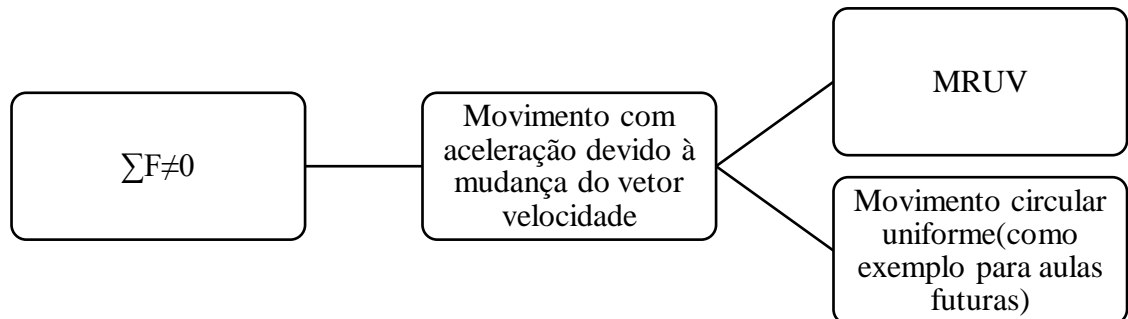 ∑F≠0
Movimento com
aceleração devido à
mudança do vetor
velocidade
MRUV
Movimento circular
uniforme(como
exemplo para aulas
futuras)